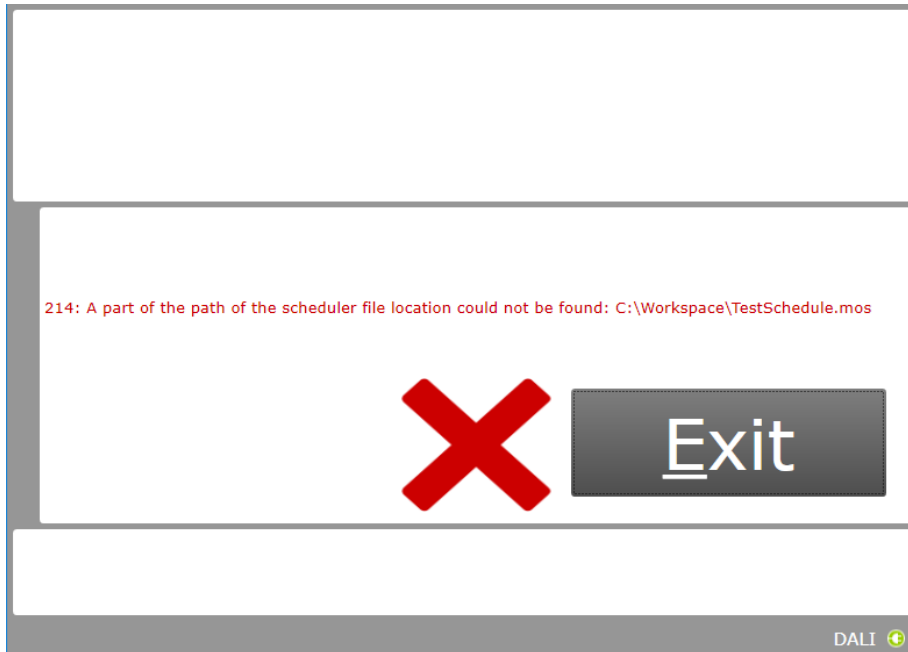 214: A part of the path of the scheduler file location could not be found: C:\Workspace\TestSchedule.mos
Exit
DALI